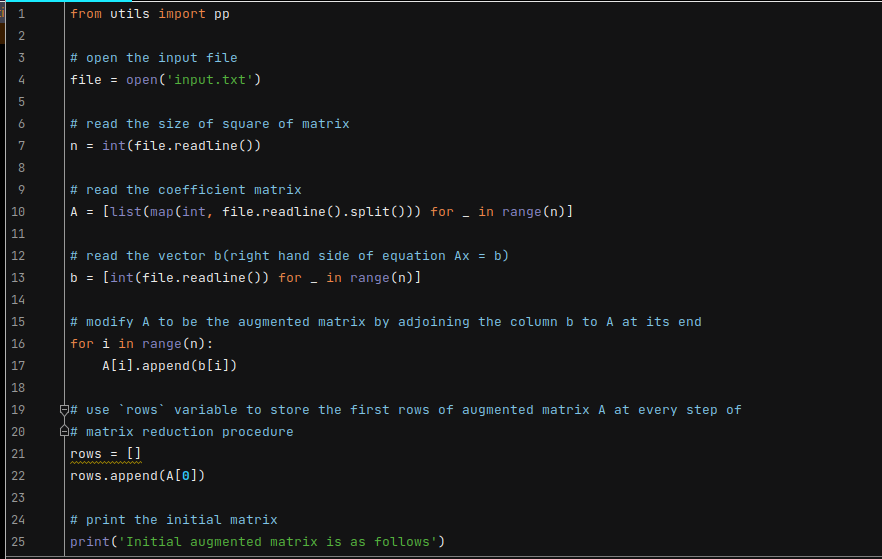 1 from utils import pp
2
3 # open the input file
4 file = open('input.txt')
5
6 # read the size of square of matrix
7 n = int(file.readline())
8
9 # read the coefficient matrix
10 A = [list(map(int, file.readline().split())) for _ in range(n)]
11
12 # read the vector b(right hand side of equation Ax = b)
13 b = [int(file.readline()) for _ in range(n)]
14
15 # modify A to be the augmented matrix by adjoining the column b to A at its end
16 for i in range(n):
17     A[i].append(b[i])
18
19 # use `rows` variable to store the first rows of augmented matrix A at every step of
20 # matrix reduction procedure
21 rows = []
22 rows.append(A[0])
23
24 # print the initial matrix
25 print('Initial augmented matrix is as follows')